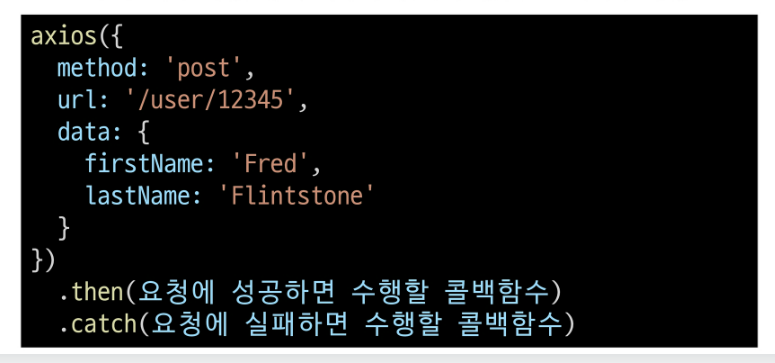 axios({
  method: 'post',
  url: '/user/12345',
  data: {
    firstName: 'Fred',
    lastName: 'Flintstone'
  }
})
  .then(요청에 성공하면 수행할 콜백함수)
  .catch(요청에 실패하면 수행할 콜백함수)